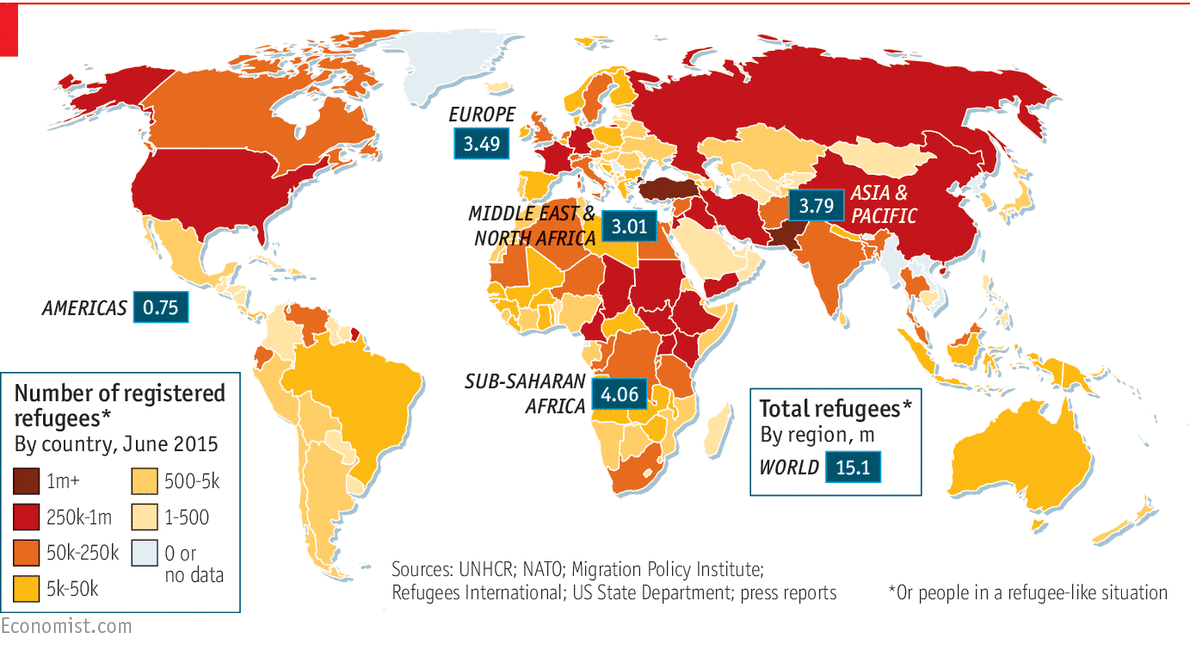 EUROPE
3.49
MIDDLE EAST &
NORTH AFRICA
3.01
3.79
ASIA &
PACIFIC
AMERICAS
0.75
SUB-SAHARAN
AFRICA
4.06
Number of registered
refugees*
By country, June 2015
1m+
250k-1m
50k-250k
5k-50k
500-5k
1-500
0 or
no data
Total refugees*
By region, m
WORLD 15.1
Sources: UNHCR; NATO; Migration Policy Institute;
Refugees International; US State Department; press reports
*Or people in a refugee-like situation
Economist.com